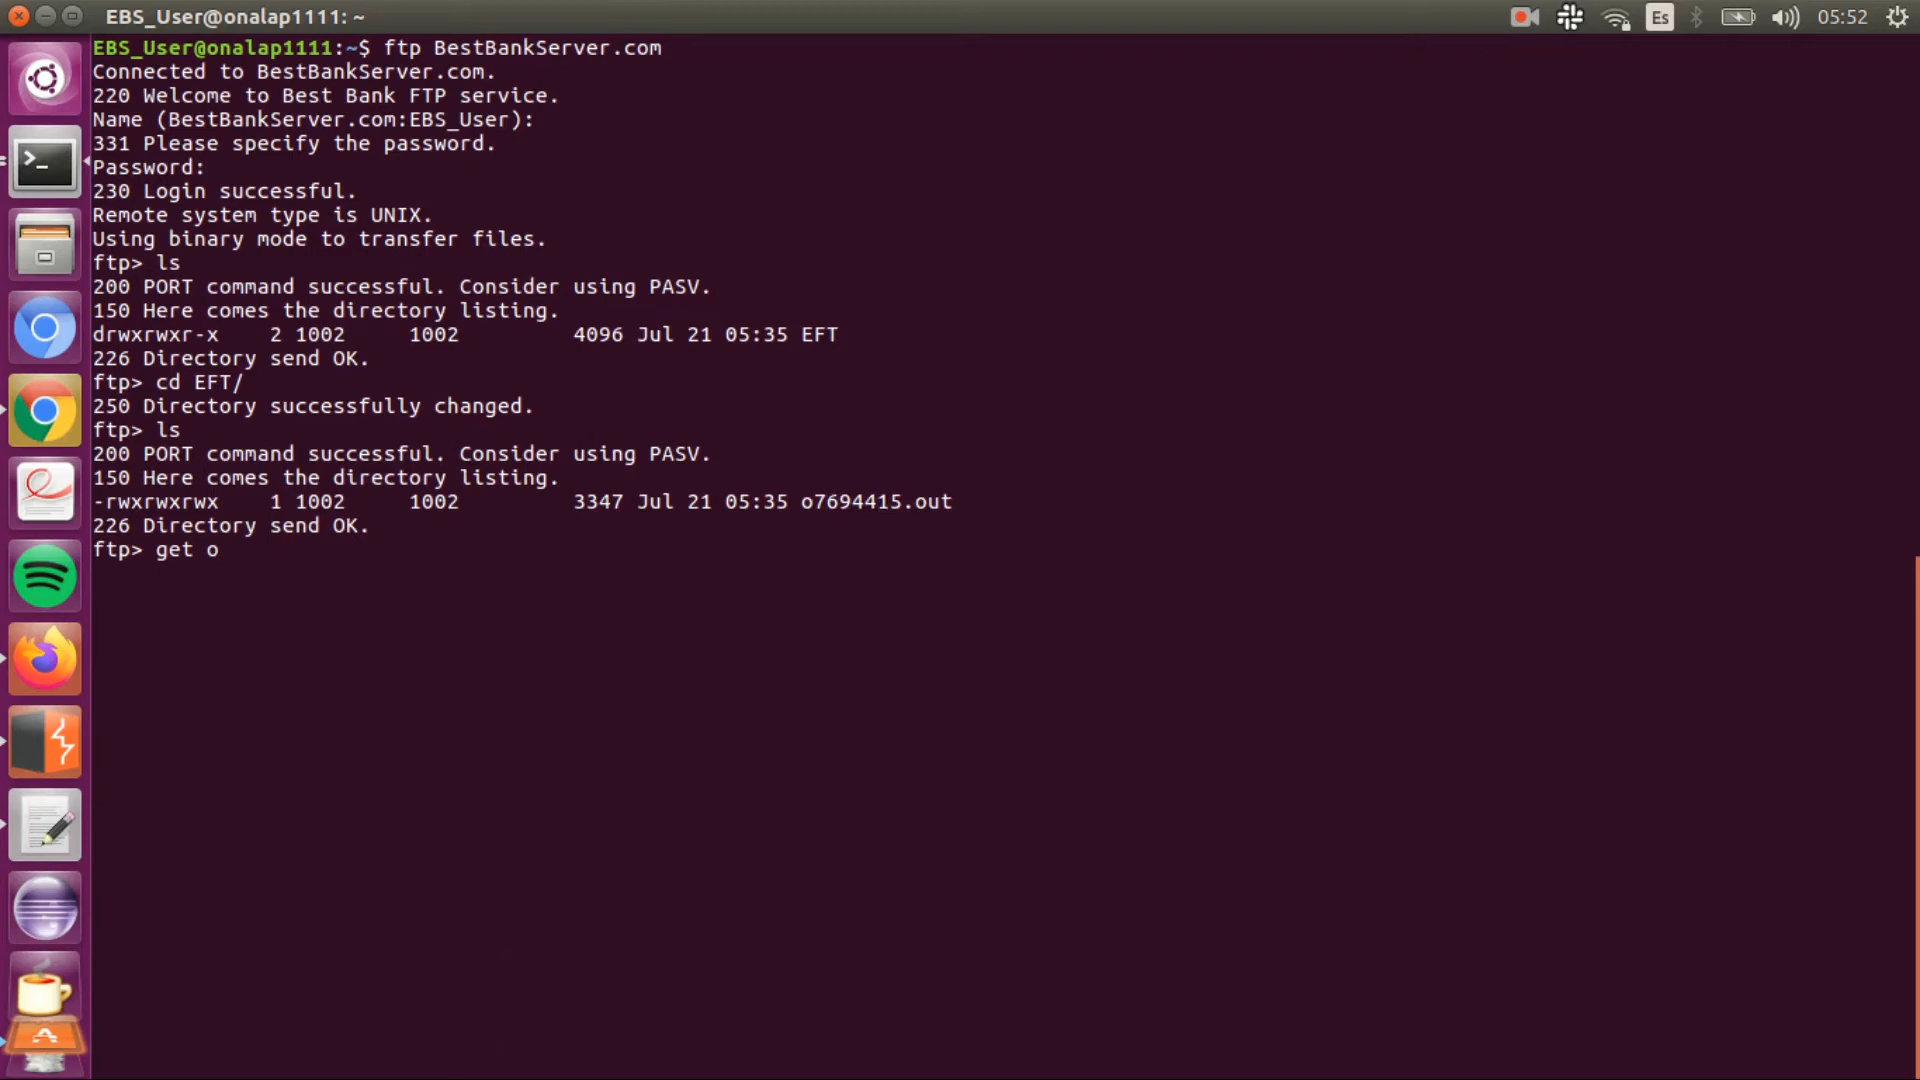 EBS_User@onalap1111: ~
Es
05:52
EBS_User@onalap1111:~$ ftp BestBankServer.com
Connected to BestBankServer.com.
220 Welcome to Best Bank FTP service.
Name (BestBankServer.com:EBS_User):
331 Please specify the password.
Password:
230 Login successful.
Remote system type is UNIX.
Using binary mode to transfer files.
ftp> ls
200 PORT command successful. Consider using PASV.
150 Here comes the directory listing.
drwxrwxr-x    2 1002     1002         4096 Jul 21 05:35 EFT
226 Directory send OK.
ftp> cd EFT/
250 Directory successfully changed.
ftp> ls
200 PORT command successful. Consider using PASV.
150 Here comes the directory listing.
-rwxrwxrwx    1 1002     1002         3347 Jul 21 05:35 o7694415.out
226 Directory send OK.
ftp> get o